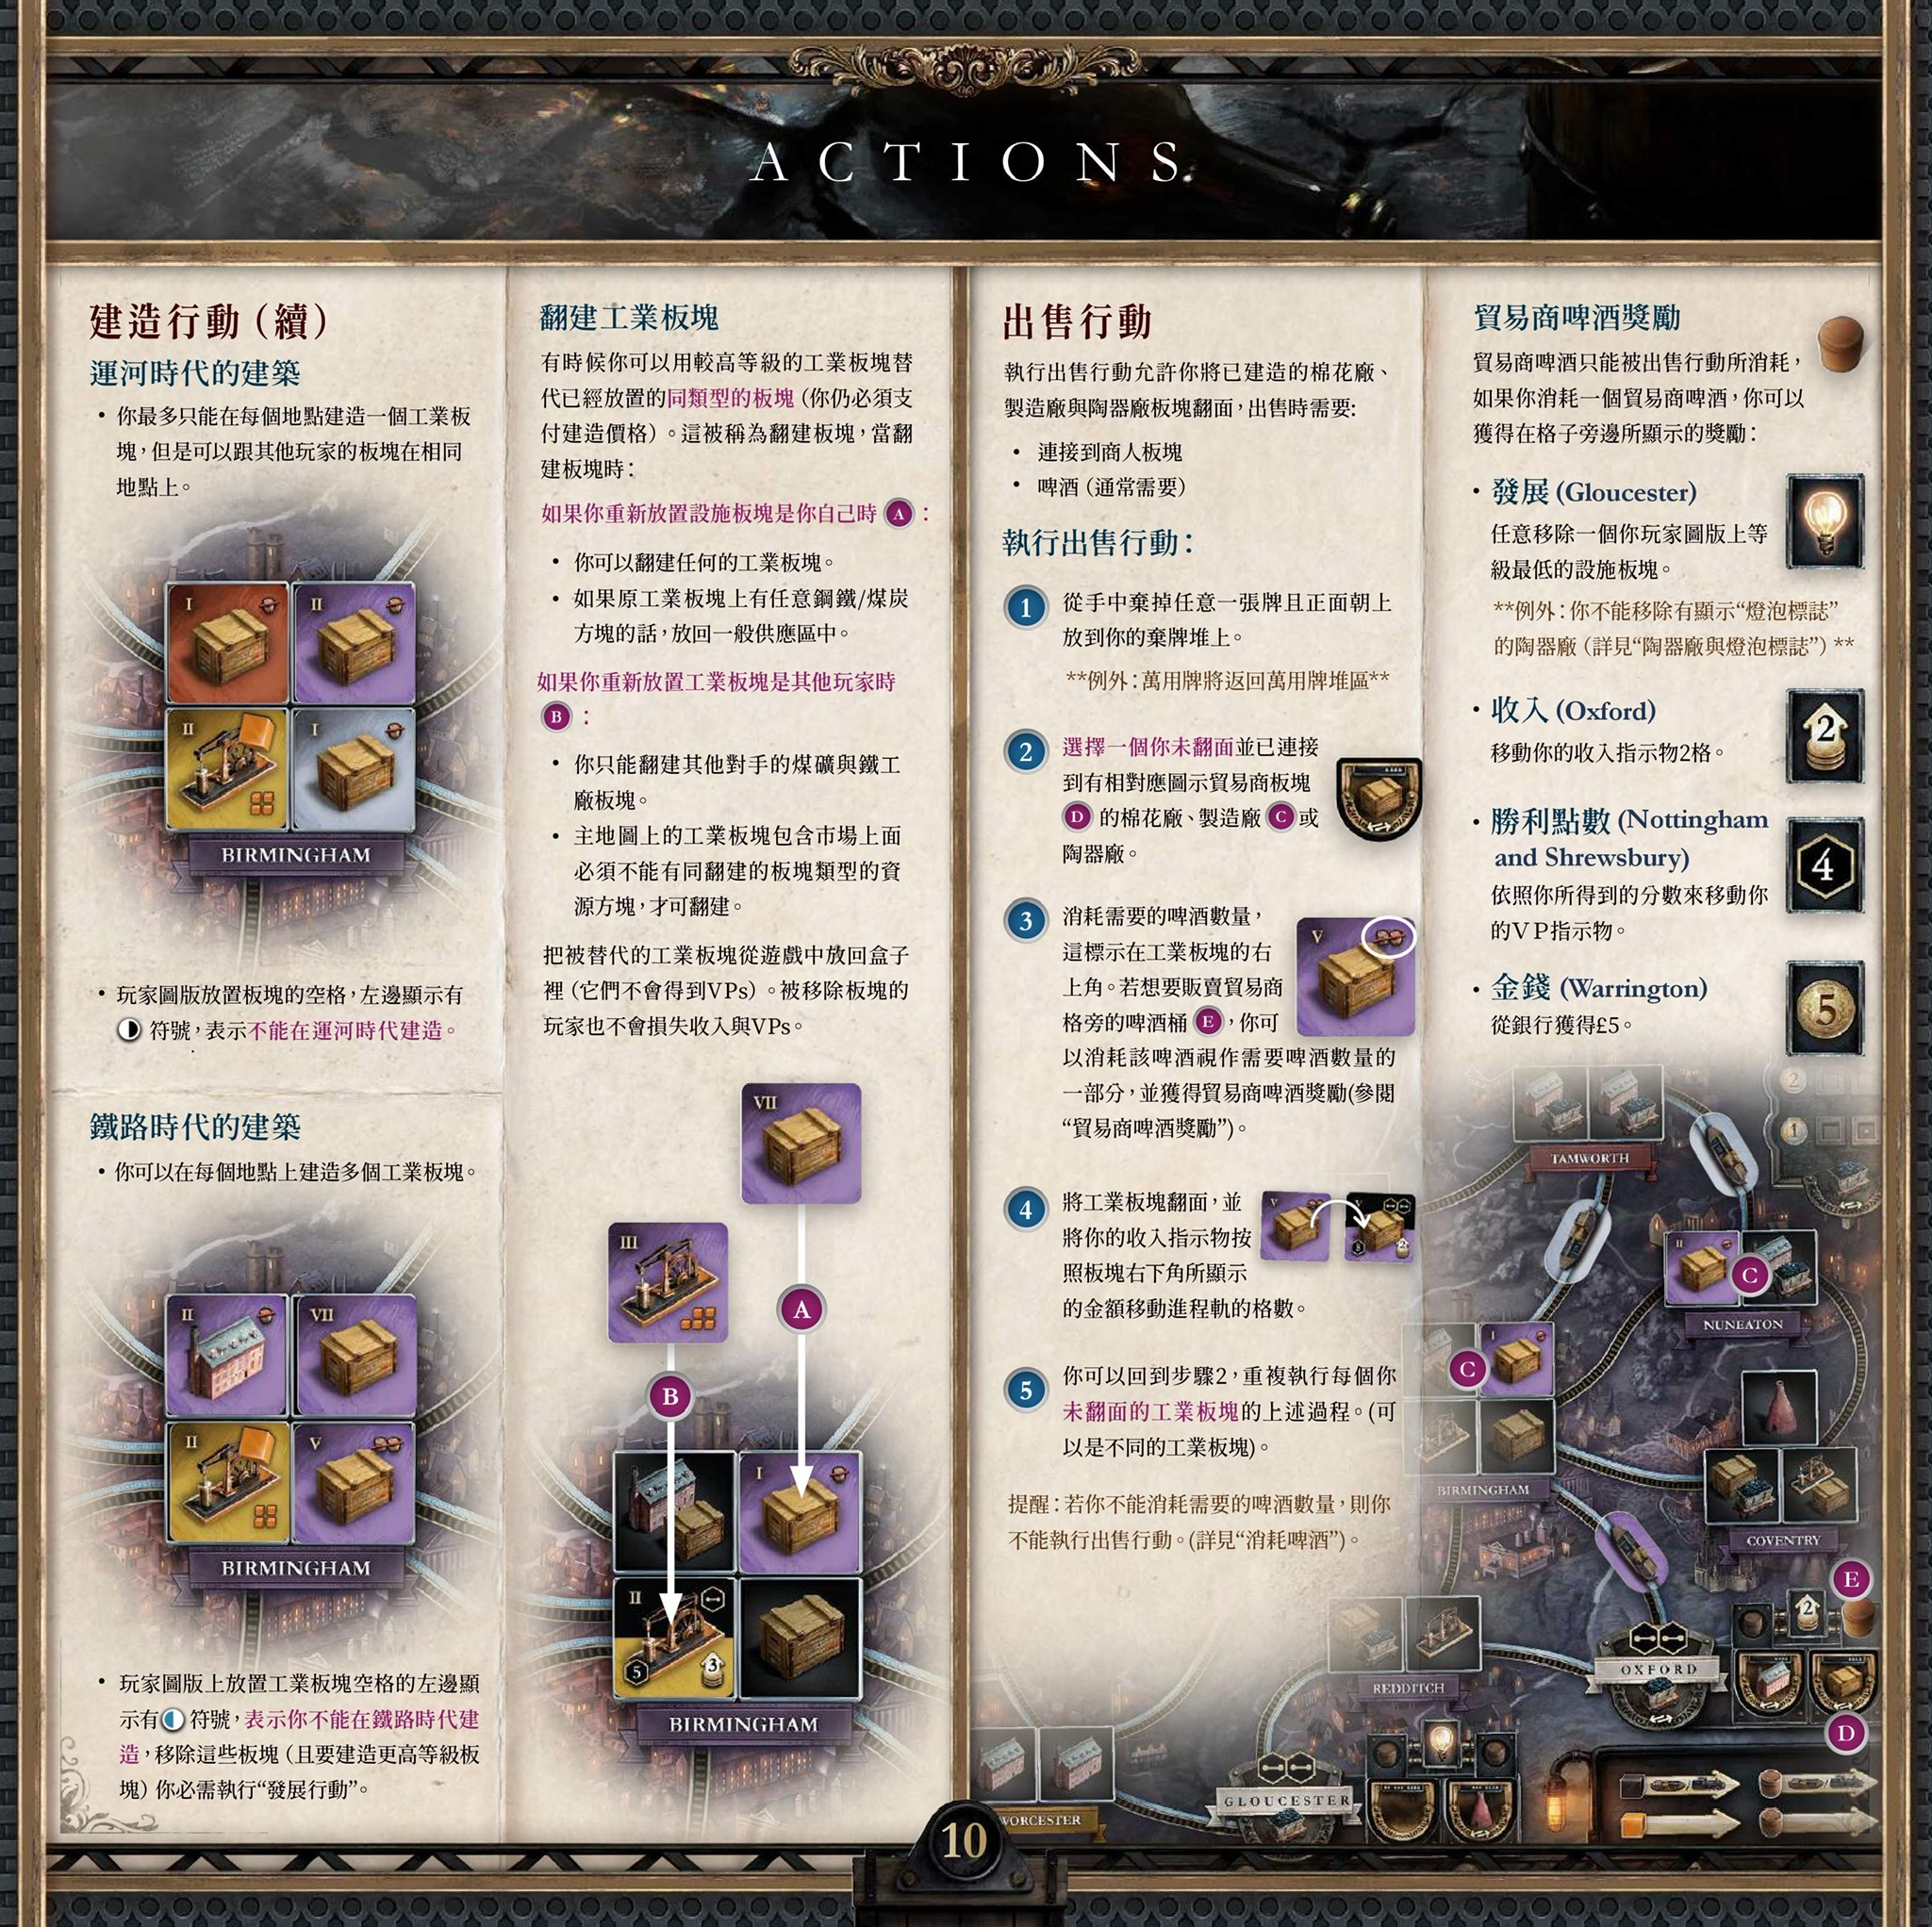 ACTIONS
建造行動（續）
運河時代的建築
• 你最多只能在每個地點建造一個工業板
塊，但是可以跟其他玩家的板塊在相同
地點上。
I
II
II
I
BIRMINGHAM
• 玩家圖版放置板塊的空格，左邊顯示有
符號，表示不能在運河時代建造。
鐵路時代的建築
• 你可以在每個地點上建造多個工業板塊。
II
VII
II
V
BIRMINGHAM
• 玩家圖版上放置工業板塊空格的左邊顯
示有 符號，表示你不能在鐵路時代建
造，移除這些板塊（且要建造更高等級板
塊）你必需執行“發展行動”。
翻建工業板塊
有時候你可以用較高等級的工業板塊替
代已經放置的同類型的板塊（你仍必須支
付建造價格）。這被稱為翻建板塊，當翻
建板塊時：
如果你重新放置設施板塊是你自己時 A ：
• 你可以翻建任何的工業板塊。
• 如果原工業板塊上有任意鋼鐵/煤炭
方塊的話，放回一般供應區中。
如果你重新放置工業板塊是其他玩家時
B ：
• 你只能翻建其他對手的煤礦與鐵工
廠板塊。
• 主地圖上的工業板塊包含市場上面
必須不能有同翻建的板塊類型的資
源方塊，才可翻建。
把被替代的工業板塊從遊戲中放回盒子
裡（它們不會得到VPs）。被移除板塊的
玩家也不會損失收入與VPs。
VII
III
A
B
I
II
5
3
BIRMINGHAM
出售行動
執行出售行動允許你將已建造的棉花廠、
製造廠與陶器廠板塊翻面，出售時需要:
• 連接到商人板塊
• 啤酒（通常需要）
執行出售行動：
1 從手中棄掉任意一張牌且正面朝上
放到你的棄牌堆上。
**例外：萬用牌將返回萬用牌堆區**
2 選擇一個你未翻面並已連接
到有相對應圖示貿易商板塊
D 的棉花廠、製造廠 C 或
陶器廠。
3 消耗需要的啤酒數量，
這標示在工業板塊的右
上角。若想要販賣貿易商
格旁的啤酒桶 E ，你可
以消耗該啤酒視作需要啤酒數量的
一部分，並獲得貿易商啤酒獎勵(參閱
“貿易商啤酒獎勵”)。
V
4 將工業板塊翻面，並
將你的收入指示物按
照板塊右下角所顯示
的金額移動進程軌的格數。
V
V
5 你可以回到步驟2，重複執行每個你
未翻面的工業板塊的上述過程。(可
以是不同的工業板塊)。
提醒：若你不能消耗需要的啤酒數量，則你
不能執行出售行動。(詳見“消耗啤酒”)。
貿易商啤酒獎勵
貿易商啤酒只能被出售行動所消耗，
如果你消耗一個貿易商啤酒，你可以
獲得在格子旁邊所顯示的獎勵：
• 發展 (Gloucester)
任意移除一個你玩家圖版上等
級最低的設施板塊。
**例外：你不能移除有顯示“燈泡標誌”
的陶器廠（詳見“陶器廠與燈泡標誌”）**
• 收入 (Oxford)
移動你的收入指示物2格。
2
• 勝利點數 (Nottingham
and Shrewsbury)
依照你所得到的分數來移動你
的VP指示物。
4
• 金錢 (Warrington)
從銀行獲得£5。
5
2
1
TAMWORTH
II
C
NUNEATON
C
I
BIRMINGHAM
COVENTRY
E
2
OXFORD
D
REDDITCH
GLOUCESTER
WORCESTER
10